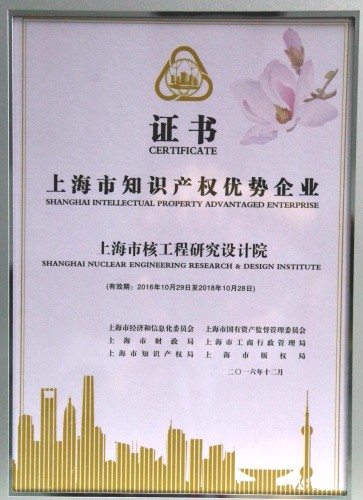 证书
CERTIFICATE
上海市知识产权优势企业
SHANGHAI INTELLECTUAL PROPERTY ADVANTAGED ENTERPRISE
上海市核工程研究设计院
SHANGHAI NUCLEAR ENGINEERING RESEARCH & DESIGN INSTITUTE
(有效期：2016年10月29日至2018年10月28日)
上海市经济和信息化委员会 上海市国有资产监督管理委员会
上海市财政局 上海市工商行政管理局
上海市知识产权局 上海市版权局
二〇一六年十二月